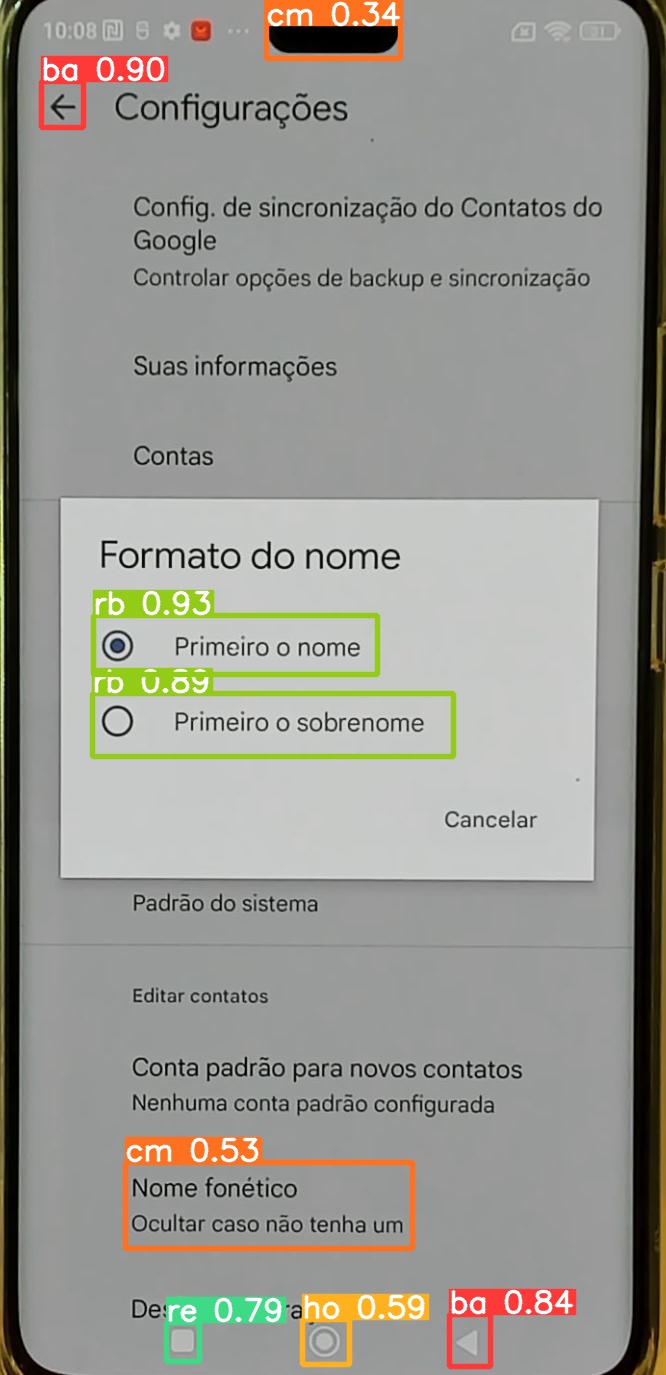 cm 0.34
10:08
ba 0.90
Configurações
Config. de sincronização do Contatos do
Google
Controlar opções de backup e sincronização
Suas informações
Contas
Formato do nome
rb 0.93
Primeiro o nome
rb 0.89
Primeiro o sobrenome
Cancelar
Padrão do sistema
Editar contatos
Conta padrão para novos contatos
Nenhuma conta padrão configurada
cm 0.53
Nome fonético
Ocultar caso não tenha um
re 0.79
ho 0.59
ba 0.84